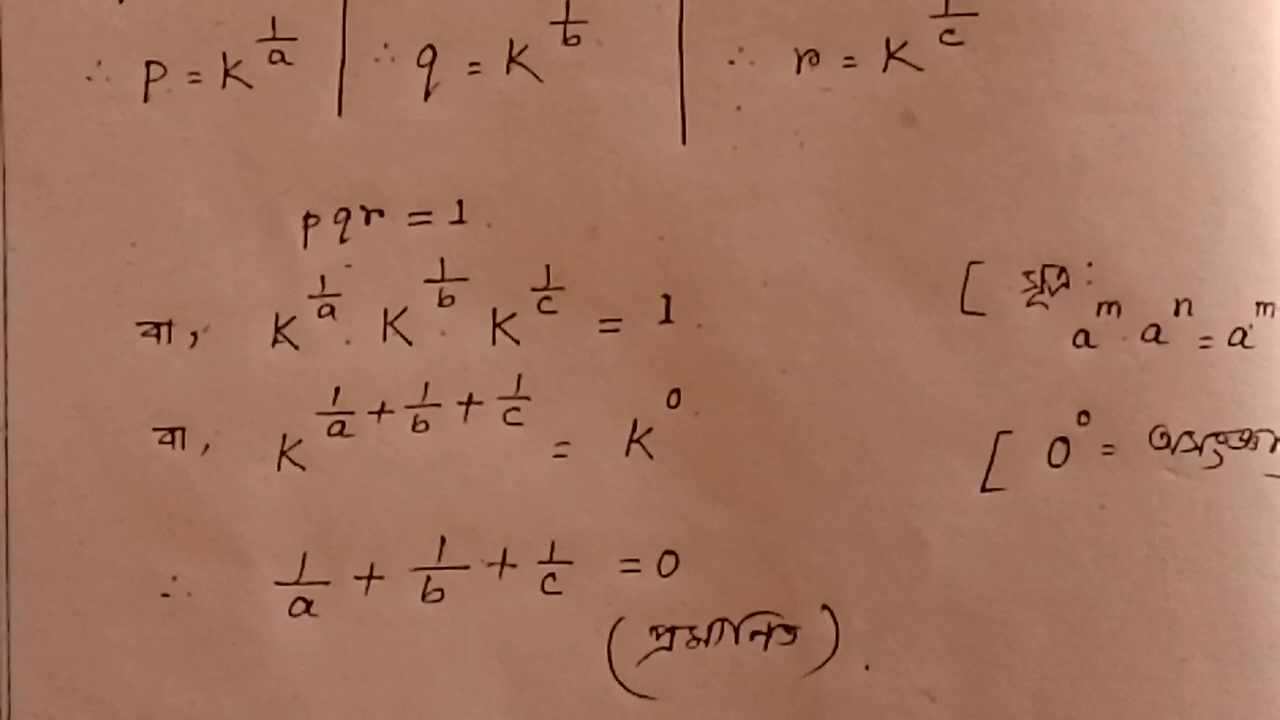 ∴ p = K^(1/a) | ∴ q = K^(1/b) | ∴ r = K^(1/c)
pqr = 1
বা, K^(1/a) . K^(1/b) . K^(1/c) = 1 [ সূত্র : a^m . a^n = a^m
বা, K^(1/a + 1/b + 1/c) = K^0 [ 0^0 =
∴ 1/a + 1/b + 1/c = 0
(প্রমানিত).